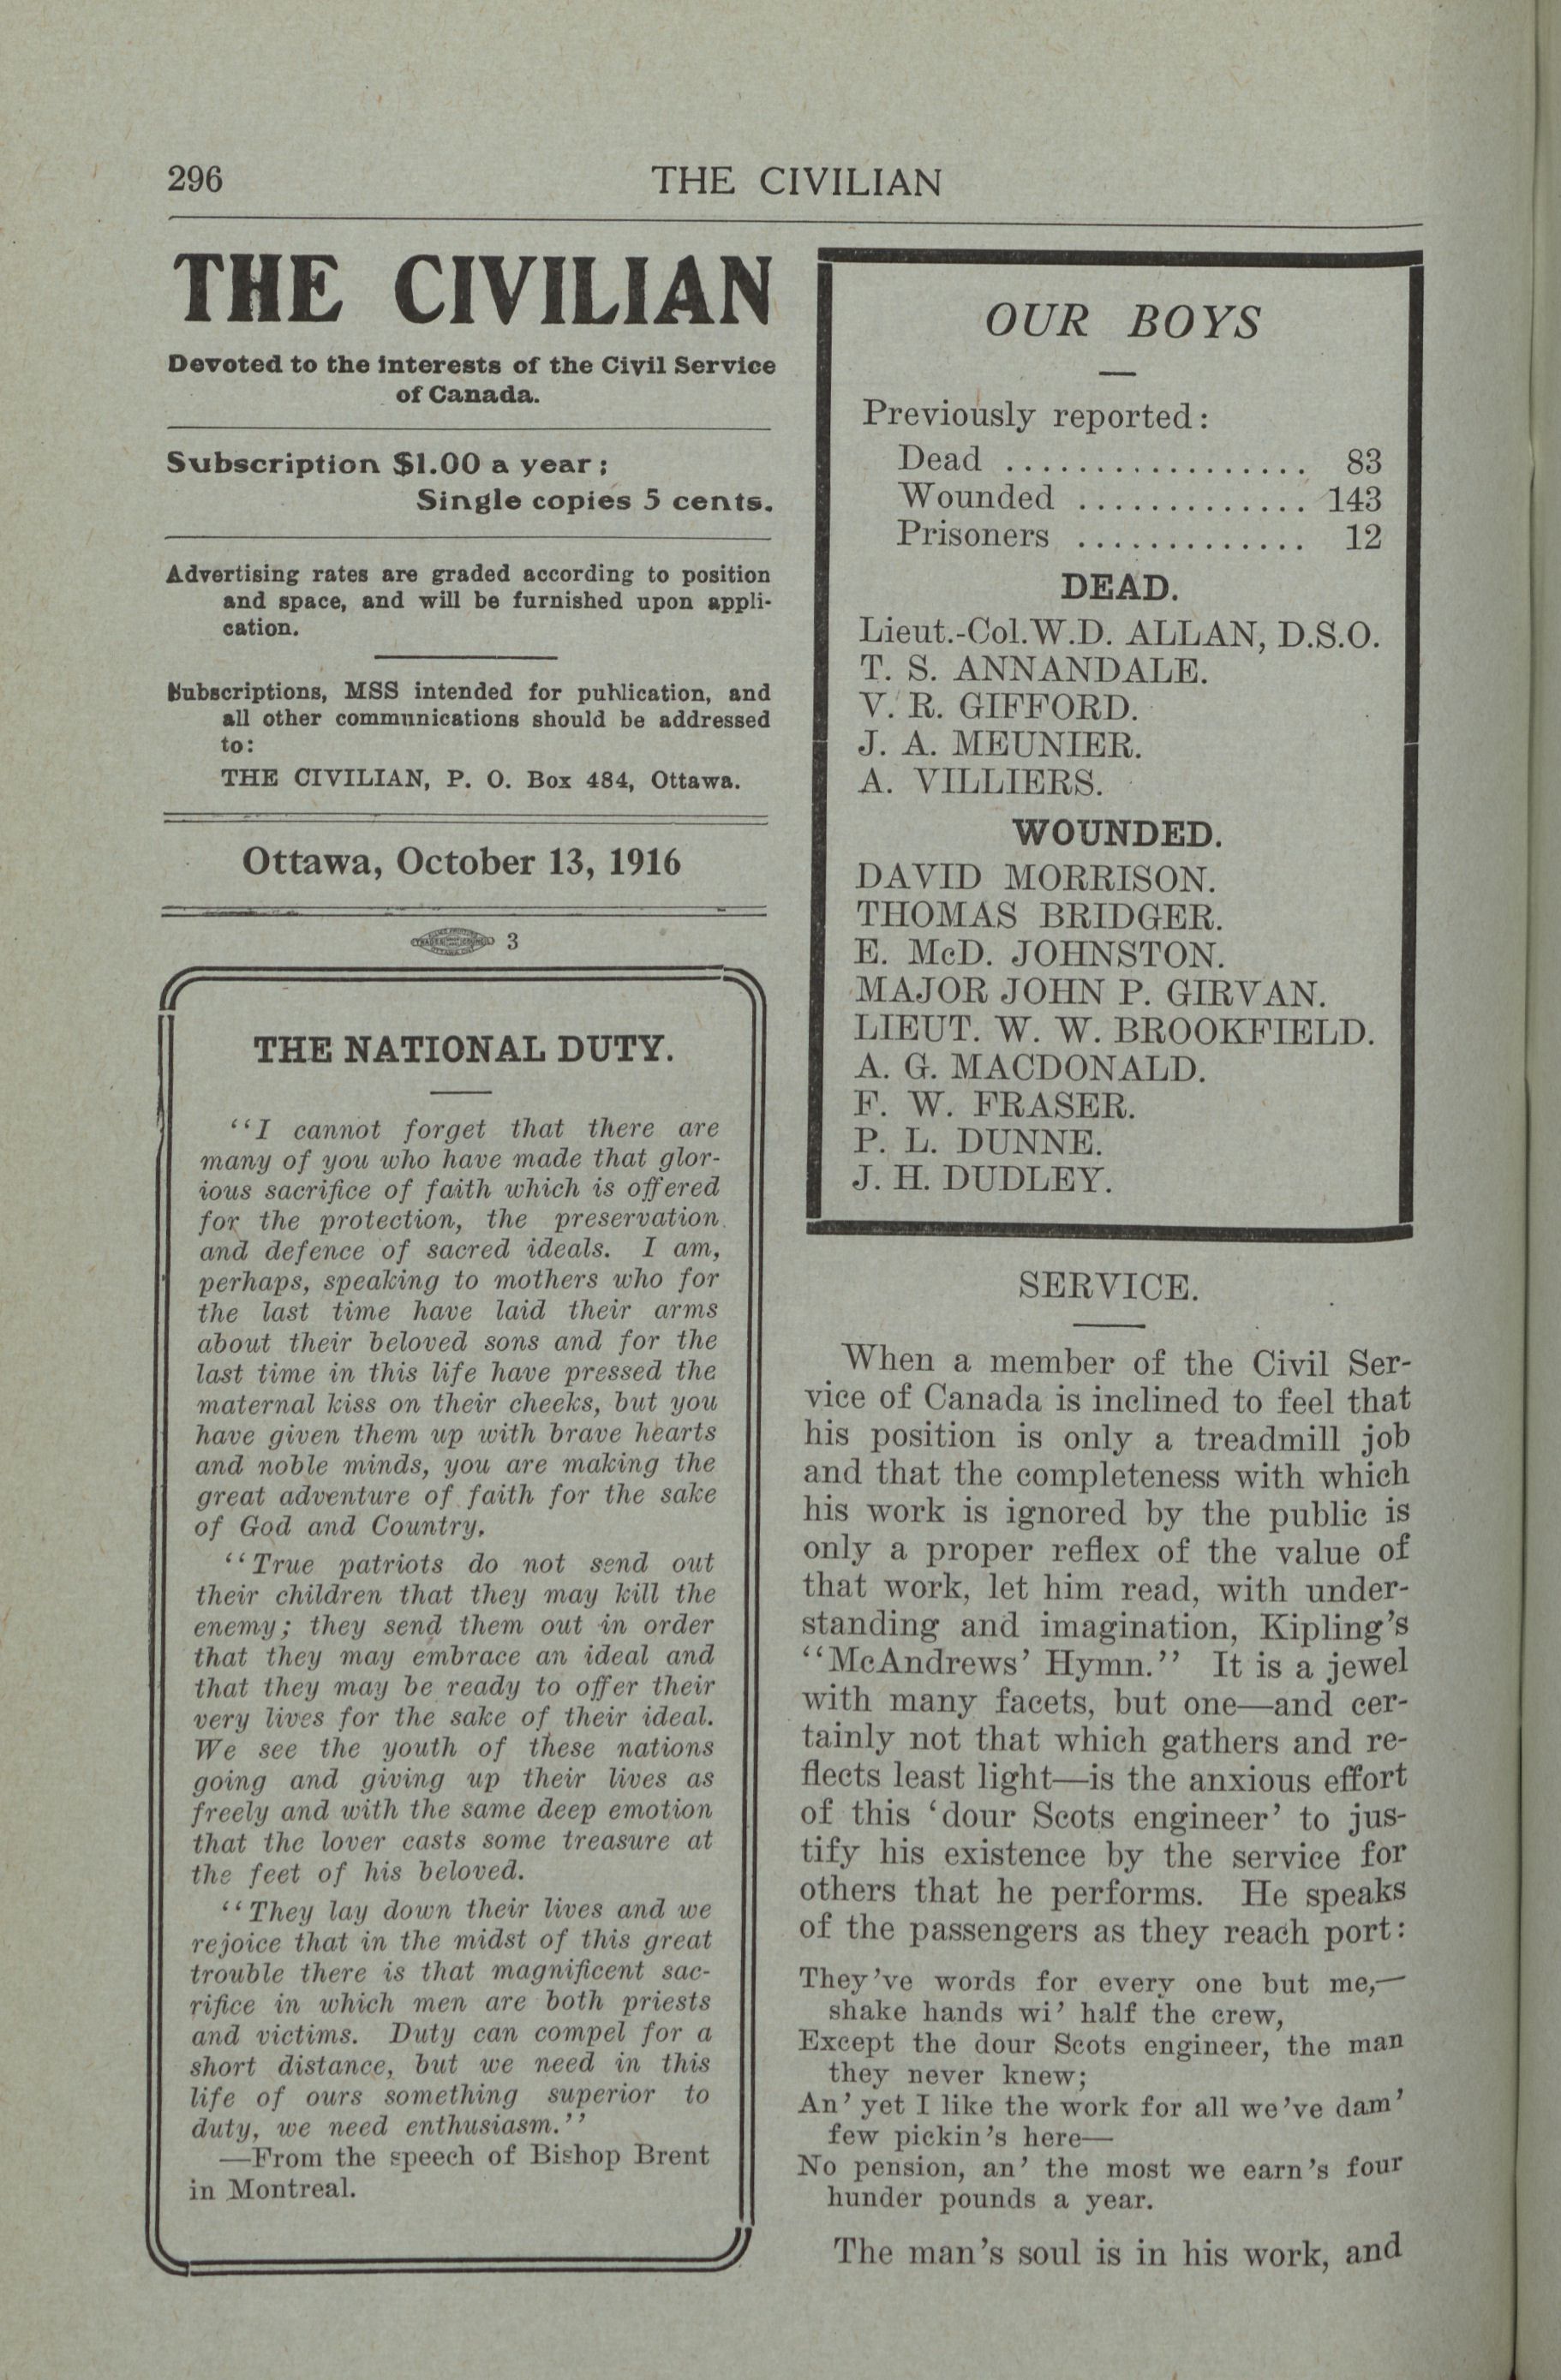 296
THE CIVILIAN
THE CIVILIAN
Devoted to the interests of the Civil Service
of Canada.
Subscription $1.00 a year;
Single copies 5 cents.
Advertising rates are graded according to position
and space, and will be furnished upon appli-
cation.
Subscriptions, MSS intended for publication, and
all other communications should be addressed
to:
THE CIVILIAN, P. O. Box 484, Ottawa.
Ottawa, October 13, 1916
3
THE NATIONAL DUTY.
“I cannot forget that there are
many of you who have made that glor-
ious sacrifice of faith which is offered
for the protection, the preservation
and defence of sacred ideals. I am,
perhaps, speaking to mothers who for
the last time have laid their arms
about their beloved sons and for the
last time in this life have pressed the
maternal kiss on their cheeks, but you
have given them up with brave hearts
and noble minds, you are making the
great adventure of faith for the sake
of God and Country.
“True patriots do not send out
their children that they may kill the
enemy; they send them out in order
that they may embrace an ideal and
that they may be ready to offer their
very lives for the sake of their ideal.
We see the youth of these nations
going and giving up their lives as
freely and with the same deep emotion
that the lover casts some treasure at
the feet of his beloved.
“They lay down their lives and we
rejoice that in the midst of this great
trouble there is that magnificent sac-
rifice in which men are both priests
and victims. Duty can compel for a
short distance, but we need in this
life of ours something superior to
duty, we need enthusiasm.”
—From the speech of Bishop Brent
in Montreal.
OUR BOYS
Previously reported:
Dead ................. 83
Wounded ............. 143
Prisoners ............. 12
DEAD.
Lieut.-Col.W.D. ALLAN, D.S.O.
T. S. ANNANDALE.
V. R. GIFFORD.
J. A. MEUNIER.
A. VILLIERS.
WOUNDED.
DAVID MORRISON.
THOMAS BRIDGER.
E. McD. JOHNSTON.
MAJOR JOHN P. GIRVAN.
LIEUT. W. W. BROOKFIELD.
A. G. MACDONALD.
F. W. FRASER.
P. L. DUNNE.
J. H. DUDLEY.
SERVICE.
When a member of the Civil Ser-
vice of Canada is inclined to feel that
his position is only a treadmill job
and that the completeness with which
his work is ignored by the public is
only a proper reflex of the value of
that work, let him read, with under-
standing and imagination, Kipling’s
“McAndrews’ Hymn.” It is a jewel
with many facets, but one—and cer-
tainly not that which gathers and re-
flects least light—is the anxious effort
of this ‘dour Scots engineer’ to jus-
tify his existence by the service for
others that he performs. He speaks
of the passengers as they reach port:
They’ve words for every one but me,—
shake hands wi’ half the crew,
Except the dour Scots engineer, the man
they never knew;
An’ yet I like the work for all we’ve dam’
few pickin’s here—
No pension, an’ the most we earn’s four
hunder pounds a year.
The man’s soul is in his work, and